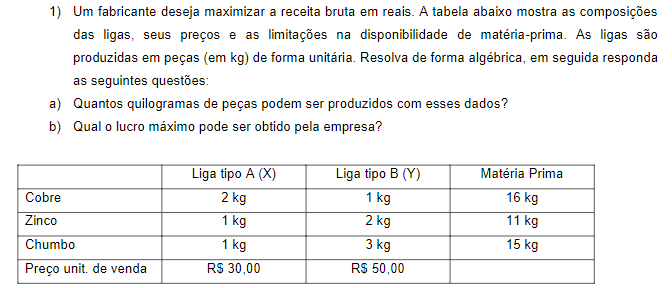 1) Um fabricante deseja maximizar a receita bruta em reais. A tabela abaixo mostra as composições
das ligas, seus preços e as limitações na disponibilidade de matéria-prima. As ligas são
produzidas em peças (em kg) de forma unitária. Resolva de forma algébrica, em seguida responda
as seguintes questões:
a) Quantos quilogramas de peças podem ser produzidos com esses dados?
b) Qual o lucro máximo pode ser obtido pela empresa?
Liga tipo A (X) Liga tipo B (Y) Matéria Prima
Cobre 2 kg 1 kg 16 kg
Zinco 1 kg 2 kg 11 kg
Chumbo 1 kg 3 kg 15 kg
Preço unit. de venda R$ 30,00 R$ 50,00